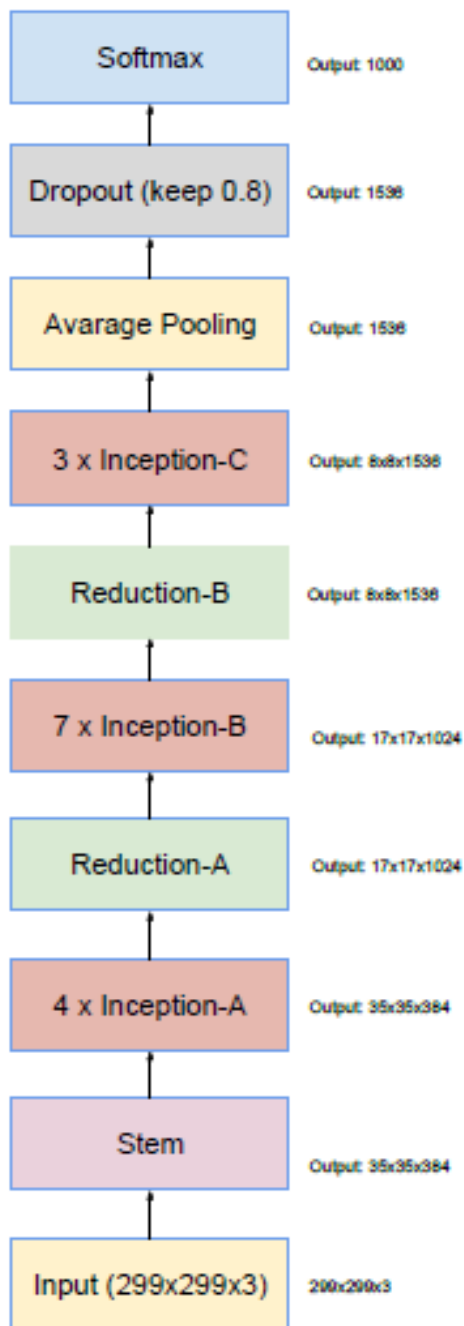 Softmax
Output: 1000
Dropout (keep 0.8)
Output: 1536
Avarage Pooling
Output: 1536
3 x Inception-C
Output: 8x8x1536
Reduction-B
Output: 8x8x1536
7 x Inception-B
Output: 17x17x1024
Reduction-A
Output: 17x17x1024
4 x Inception-A
Output: 35x35x384
Stem
Output: 35x35x384
Input (299x299x3)
299x299x3